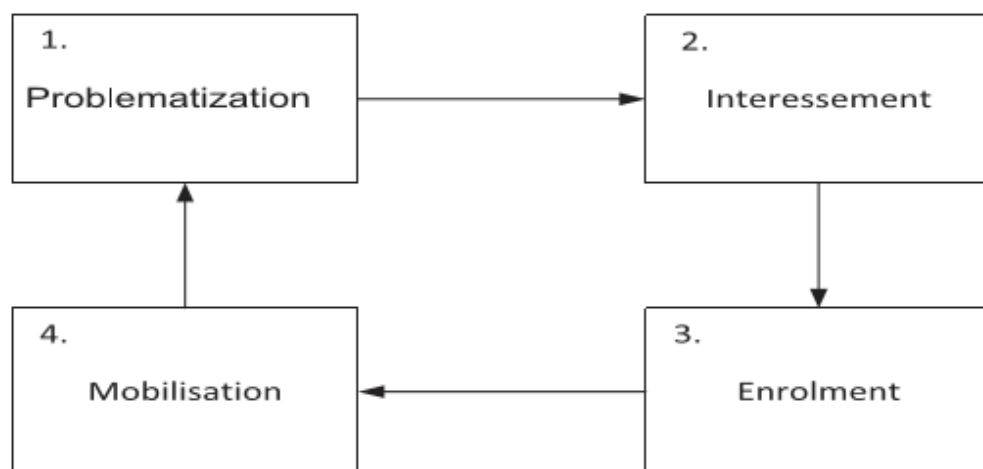 1.
Problematization
2.
Interessement
4.
Mobilisation
3.
Enrolment